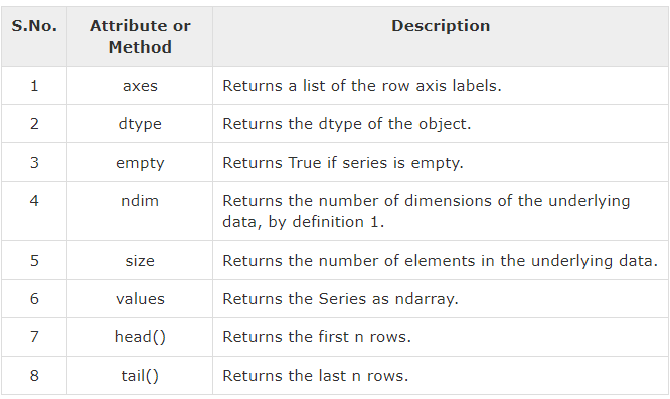 S.No. Attribute or Description
Method
1 axes Returns a list of the row axis labels.
2 dtype Returns the dtype of the object.
3 empty Returns True if series is empty.
4 ndim Returns the number of dimensions of the underlying
data, by definition 1.
5 size Returns the number of elements in the underlying data.
6 values Returns the Series as ndarray.
7 head() Returns the first n rows.
8 tail() Returns the last n rows.